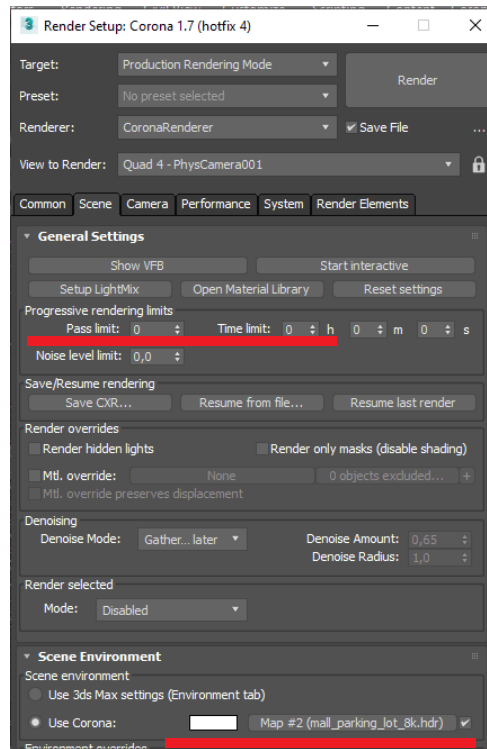 3 Render Setup: Corona 1.7 (hotfix 4)
Target: Production Rendering Mode
Render
Preset: No preset selected
Renderer: CoronaRenderer Save File ...
View to Render: Quad 4 - PhysCamera001
Common Scene Camera Performance System Render Elements
General Settings
Show VFB Start interactive
Setup LightMix Open Material Library Reset settings
Progressive rendering limits
Pass limit: 0 Time limit: 0 h 0 m 0 s
Noise level limit: 0,0
Save/Resume rendering
Save CXR... Resume from file... Resume last render
Render overrides
Render hidden lights Render only masks (disable shading)
Mtl. override: None 0 objects excluded... +
Mtl. override preserves displacement
Denoising
Denoise Mode: Gather... later Denoise Amount: 0,65
Denoise Radius: 1,0
Render selected
Mode: Disabled
Scene Environment
Scene environment
Use 3ds Max settings (Environment tab)
Use Corona: Map #2 (mall_parking_lot_8k.hdr)
Environment overrides